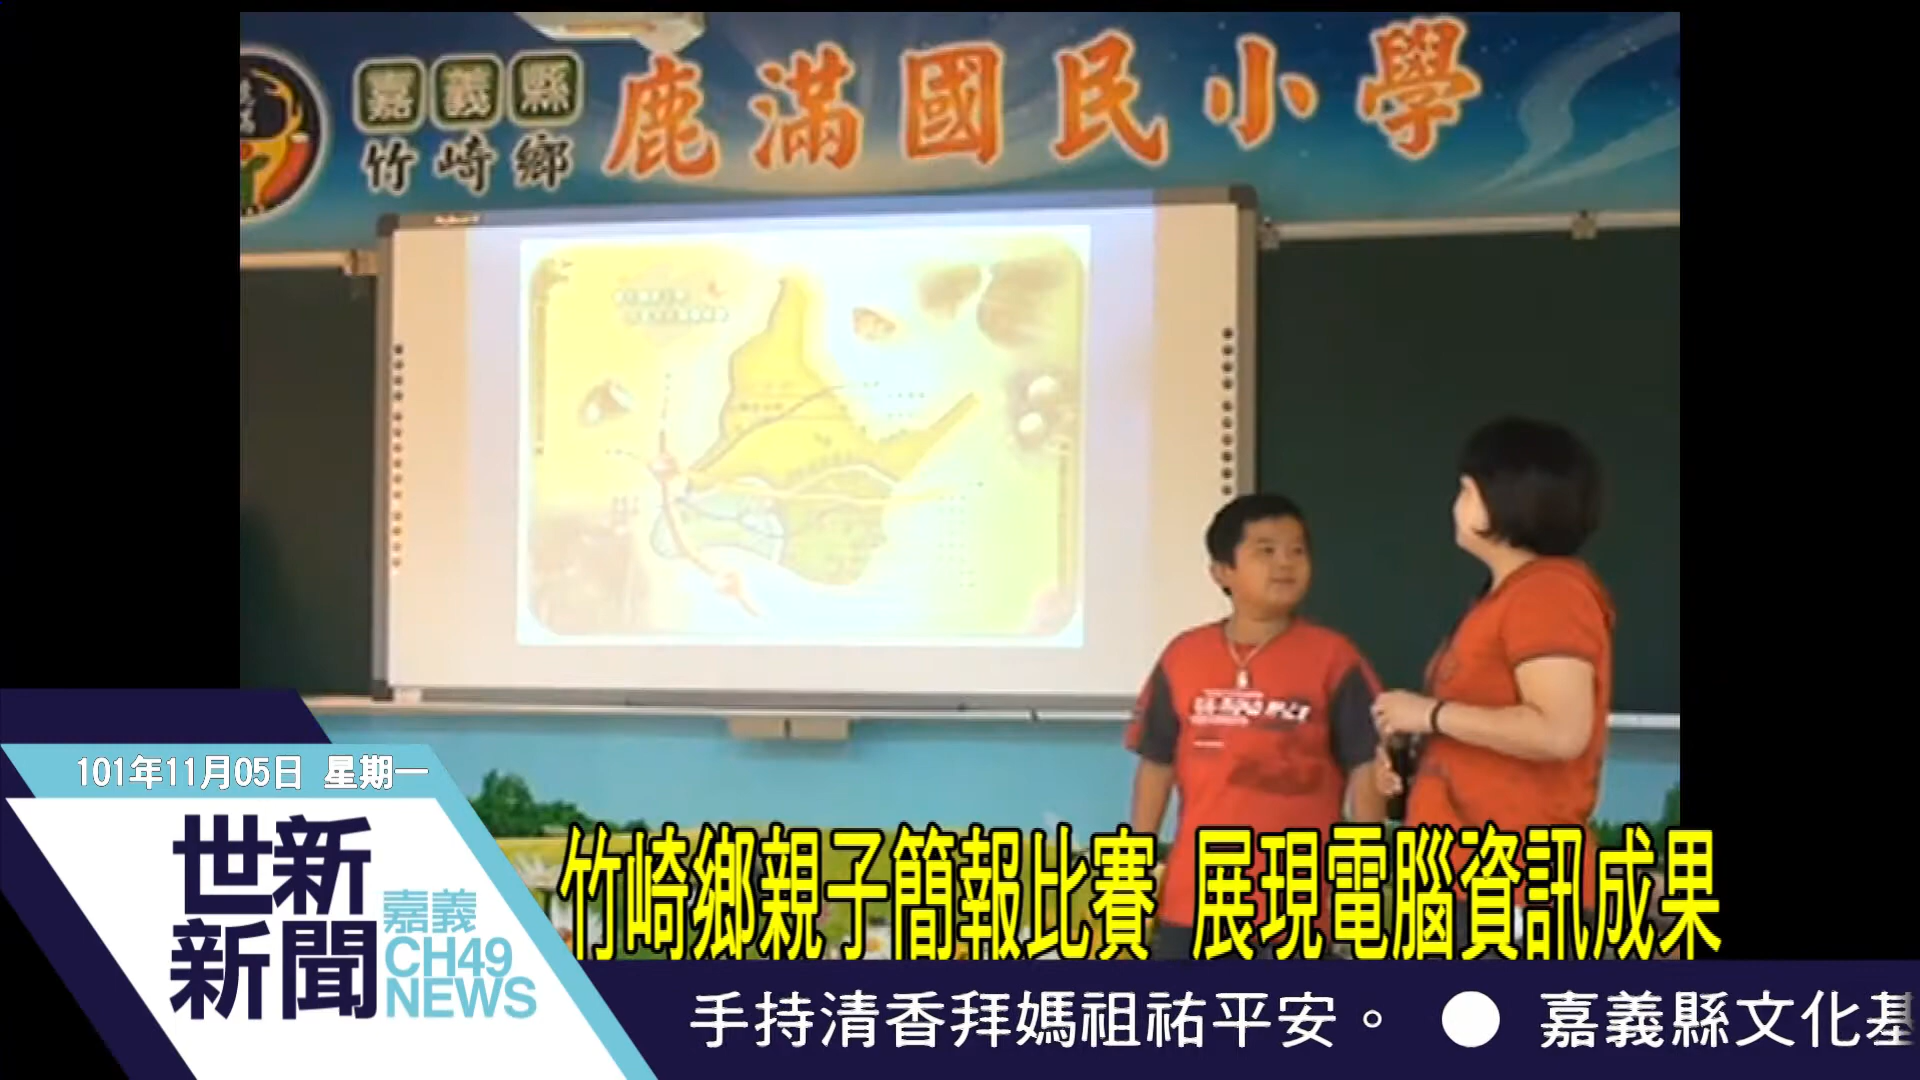 嘉義縣
竹崎鄉
鹿滿國民小學
101年11月05日 星期一
世新
新聞
嘉義
CH49
NEWS
竹崎鄉親子簡報比賽 展現電腦資訊成果
手持清香拜媽祖祐平安。 ● 嘉義縣文化基